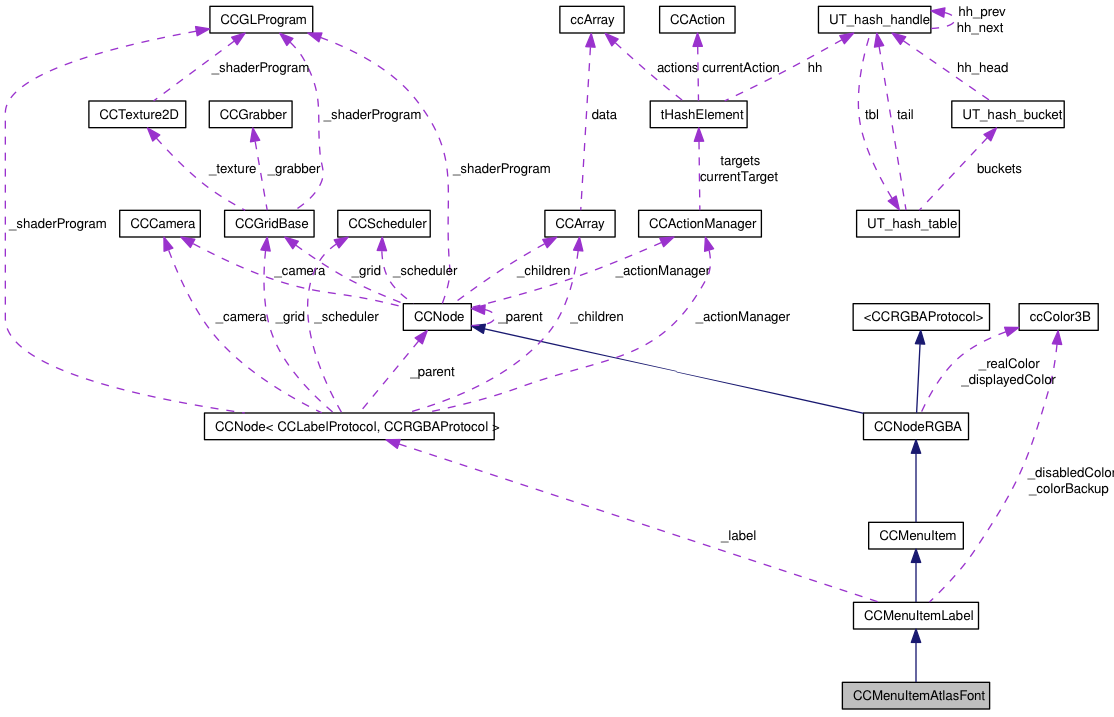 CCGLProgram
ccArray
CCAction
UT_hash_handle
hh_prev
hh_next
_shaderProgram
actions
currentAction
hh
hh_head
CCTexture2D
CCGrabber
_shaderProgram
data
tHashElement
tbl
tail
UT_hash_bucket
_texture
_grabber
_shaderProgram
targets
currentTarget
buckets
_shaderProgram
CCCamera
CCGridBase
CCScheduler
CCArray
CCActionManager
UT_hash_table
_camera
_grid
_scheduler
_children
_actionManager
_camera
_grid
_scheduler
CCNode
_parent
_children
_actionManager
<CCRGBAProtocol>
ccColor3B
_parent
_realColor
_displayedColor
CCNode< CCLabelProtocol, CCRGBAProtocol >
CCNodeRGBA
_disabledColor
_colorBackup
_label
CCMenuItem
CCMenuItemLabel
CCMenuItemAtlasFont